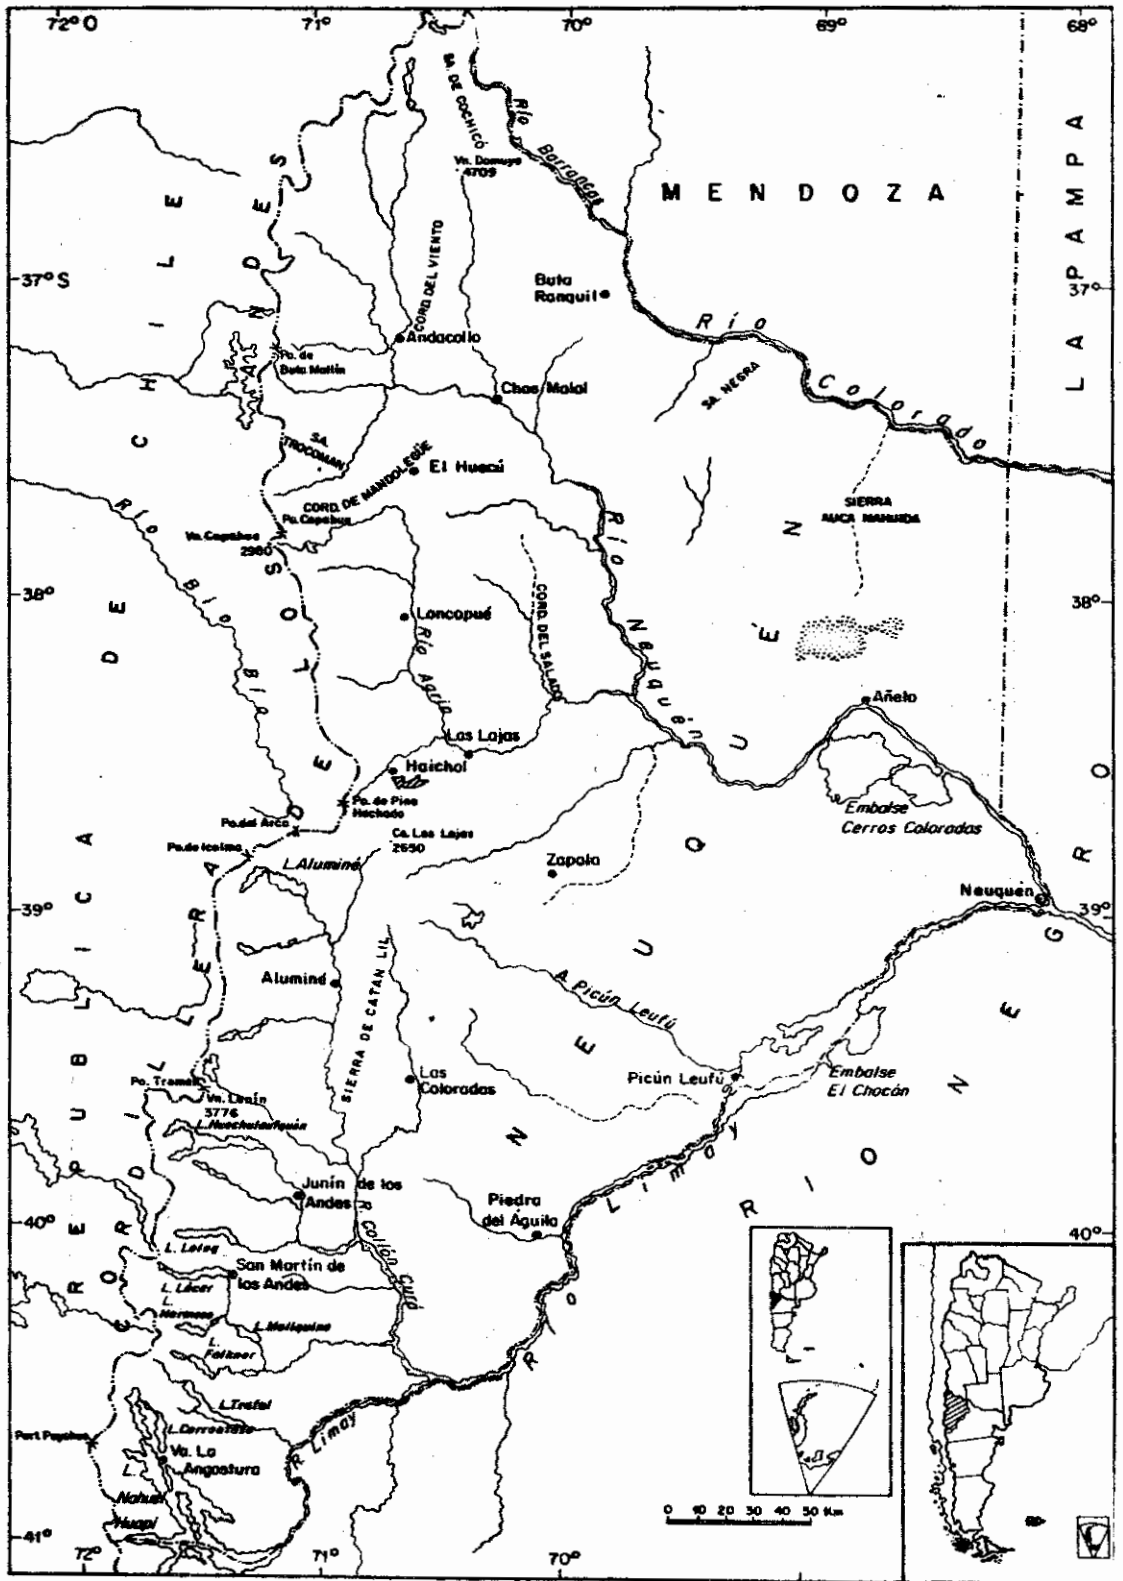 72° O
71°
70°
69°
68°
SA. DE COCHICÓ
Río Barrancas
Vn. Domuyo
4709
MENDOZA
LA PAMPA
CORD. DEL VIENTO
37° S
37°
Buta
Ranquil
Río Colorado
Andacollo
Po. de
Buta Mallín
Chos Malal
SA. NEGRA
SA.
TROCOMAN
El Huecú
CORD. DE MANDOLEGÜE
Po. Copahue
Vn. Copahue
2980
SIERRA
AUCA MAHUIDA
Río Bío Bío
Río Neuquén
38°
38°
Loncopué
Río Agrio
CORD. DEL SALADO
Añelo
Las Lajas
Haichol
Po. de Pino
Hachado
Embalse
Cerros Colorados
Po. del Arco
Po. de Icalma
Co. Las Lajas
2650
L. Aluminé
Zapala
Neuquén
39°
39°
Aluminé
SIERRA DE CATAN LIL
A. Picún Leufú
Las
Coloradas
Picún Leufú
Embalse
El Chocón
Po. Tromen
Vn. Lanín
3776
L. Huechulaufquén
Junín de los
Andes
R. Collón Curá
Piedra
del Águila
Río Limay
40°
40°
L. Lolog
San Martín de
los Andes
L. Lácar
L.
Hermoso
L. Meliquina
L.
Falkner
L. Traful
L. Correntoso
R. Limay
Port. Puyehue
Va. La
Angostura
L.
Nahuel
Huapi
41°
72°
71°
70°
0 10 20 30 50 Km
REPUBLICA DE CHILE
CORDILLERA DE LOS ANDES
NEUQUÉN
RIO NEGRO